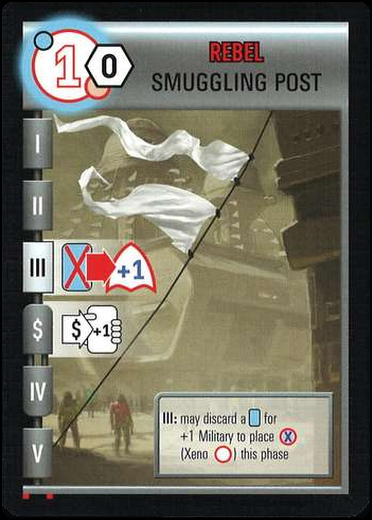 1 0
REBEL
SMUGGLING POST
I
II
III +1
$ $ +1
IV
V
III: may discard a for
+1 Military to place X
(Xeno ) this phase